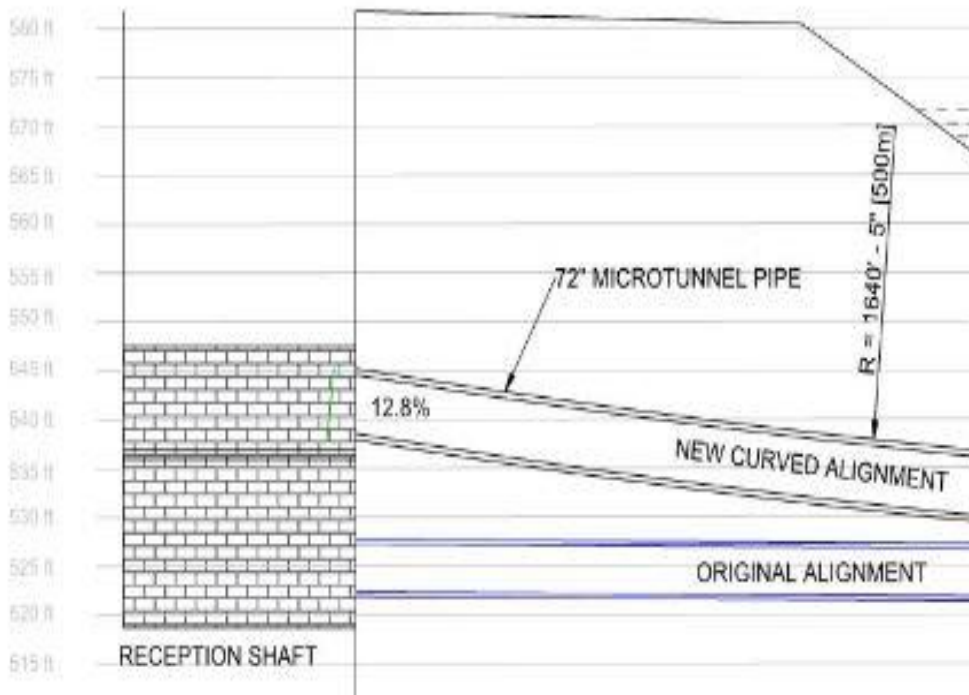 580 ft
575 ft
570 ft
565 ft
560 ft
555 ft
550 ft
545 ft
540 ft
535 ft
530 ft
525 ft
520 ft
515 ft
R = 1640' - 5" [500m]
72" MICROTUNNEL PIPE
12.8%
NEW CURVED ALIGNMENT
ORIGINAL ALIGNMENT
RECEPTION SHAFT